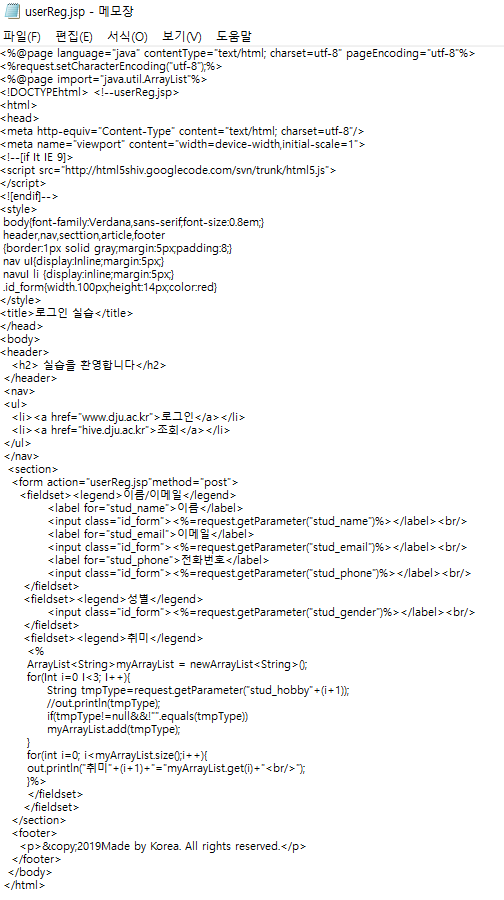 userReg.jsp - 메모장
파일(F) 편집(E) 서식(O) 보기(V) 도움말
<%@page language="java" contentType="text/html; charset=utf-8" pageEncoding="utf-8"%>
<%request.setCharacterEncoding("utf-8");%>
<%@page import="java.util.ArrayList"%>
<!DOCTYPEhtml> <!--userReg.jsp>
<html>
<head>
<meta http-equiv="Content-Type" content="text/html; charset=utf-8"/>
<meta name="viewport" content="width=device-width,initial-scale=1">
<!--[if It IE 9]>
<script src="http://html5shiv.googlecode.com/svn/trunk/html5.js">
</script>
<![endif]-->
<style>
body{font-family:Verdana,sans-serif;font-size:0.8em;}
header,nav,secttion,article,footer
{border:1px solid gray;margin:5px;padding:8;}
nav uI{display:Inline;margin:5px;}
navuI li {display:inline;margin:5px;}
.id_form{width.100px;height:14px;color:red}
</style>
<title>로그인 실습</title>
</head>
<body>
<header>
<h2> 실습을 환영합니다</h2>
</header>
<nav>
<ul>
<li><a href="www.dju.ac.kr">로그인</a></li>
<li><a href="hive.dju.ac.kr">조회</a></li>
</ul>
</nav>
<section>
<form action="userReg.jsp"method="post">
<fieldset><legend>이름/이메일</legend>
<label for="stud_name">이름</label>
<input class="id_form"><%=request.getParameter("stud_name")%></label><br/>
<label for="stud_email">이메일</label>
<input class="id_form"><%=request.getParameter("stud_email")%></label><br/>
<label for="stud_phone">전화번호</label>
<input class="id_form"><%=request.getParameter("stud_phone")%></label><br/>
</fieldset>
<fieldset><legend>성별</legend>
<input class="id_form"><%=request.getParameter("stud_gender")%></label><br/>
</fieldset>
<fieldset><legend>취미</legend>
<%
ArrayList<String>myArrayList = newArrayList<String>();
for(Int i=0 I<3; I++){
String tmpType=request.getParameter("stud_hobby"+(i+1));
//out.println(tmpType);
if(tmpType!=null&&!"".equals(tmpType))
myArrayList.add(tmpType);
}
for(int i=0; i<myArrayList.size();i++){
out.println("취미"+(i+1)+"="myArrayList.get(i)+"<br/>");
}%>
</fieldset>
</fieldset>
</section>
<footer>
<p>&copy;2019Made by Korea. All rights reserved.</p>
</footer>
</body>
</html>